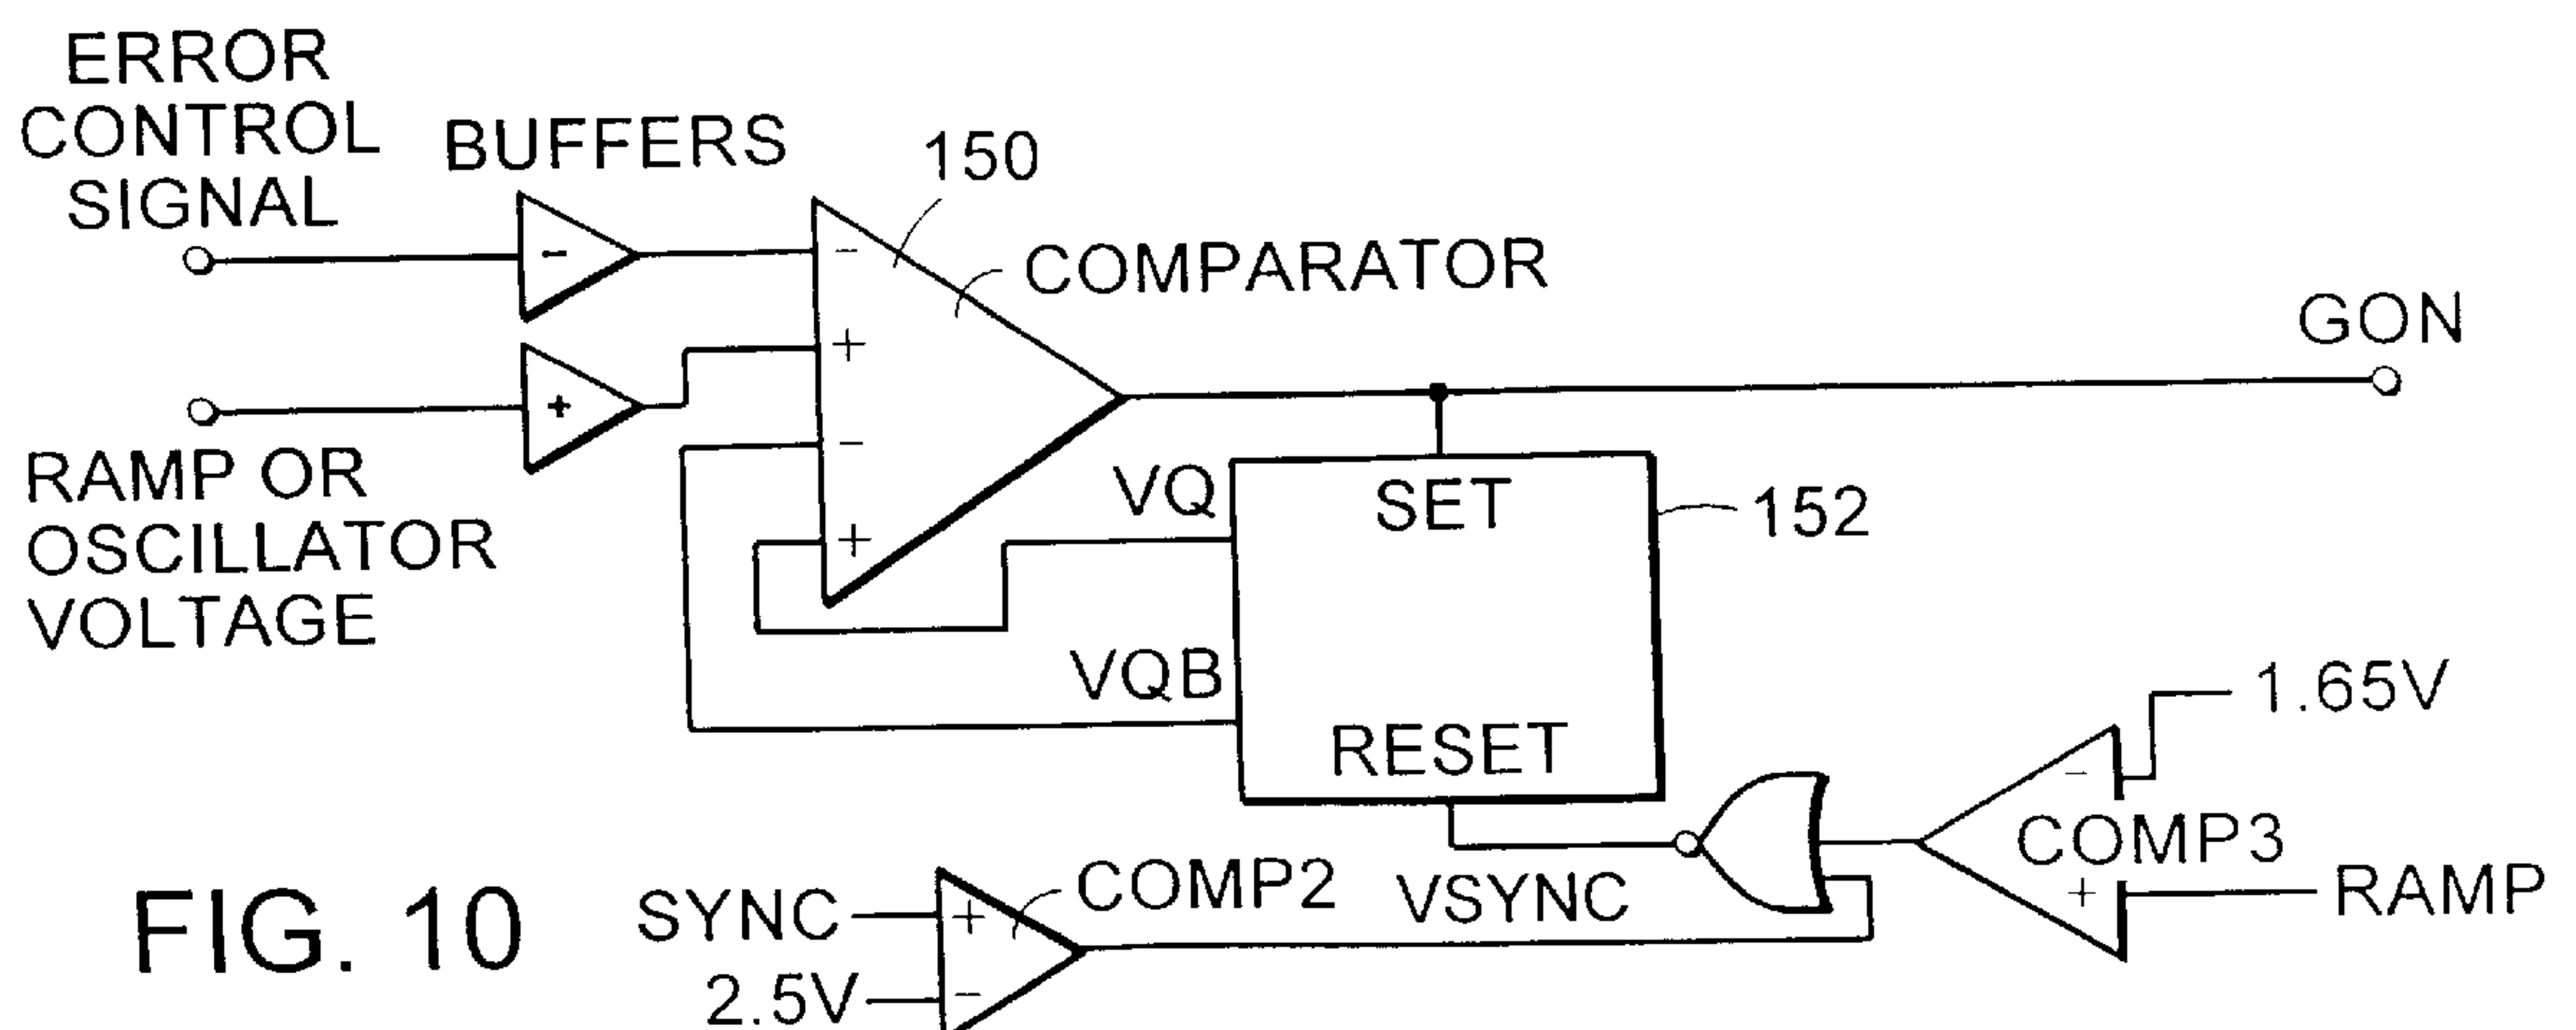 ERROR
CONTROL
SIGNAL
BUFFERS
150
COMPARATOR
GON
-
+
-
+
-
+
RAMP OR
OSCILLATOR
VOLTAGE
VQ
SET
152
VQB
RESET
1.65V
-
COMP3
+
RAMP
VSYNC
COMP2
SYNC
+
2.5V
-
FIG. 10